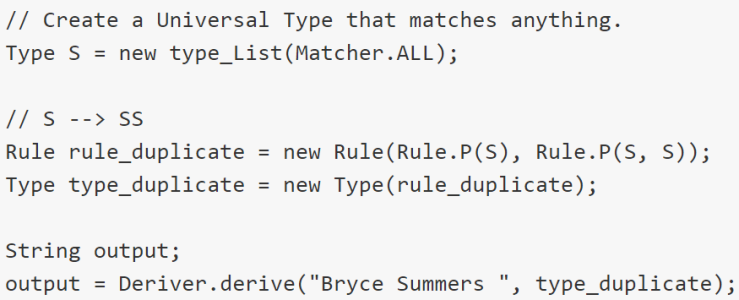 // Create a Universal Type that matches anything.
Type S = new type_List(Matcher.ALL);
// S --> SS
Rule rule_duplicate = new Rule(Rule.P(S), Rule.P(S, S));
Type type_duplicate = new Type(rule_duplicate);
String output;
output = Deriver.derive("Bryce Summers ", type_duplicate);